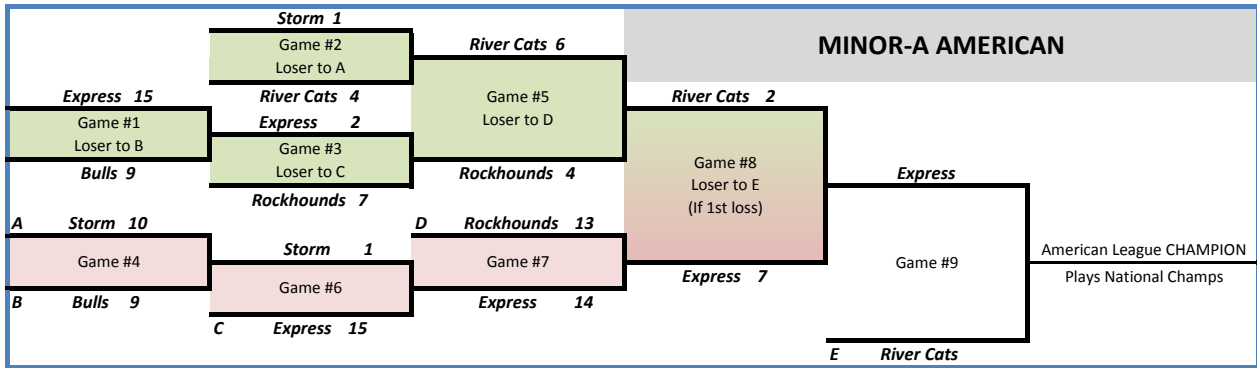 Storm 1
Game #2
Loser to A
River Cats 4
River Cats 6
MINOR-A AMERICAN
Express 15
Game #1
Loser to B
Bulls 9
Express 2
Game #3
Loser to C
Rockhounds 7
Game #5
Loser to D
Rockhounds 4
River Cats 2
Game #8
Loser to E
(If 1st loss)
Express 7
A Storm 10
Game #4
B Bulls 9
Storm 1
Game #6
C Express 15
D Rockhounds 13
Game #7
Express 14
Express
Game #9
E River Cats
American League CHAMPION
Plays National Champs